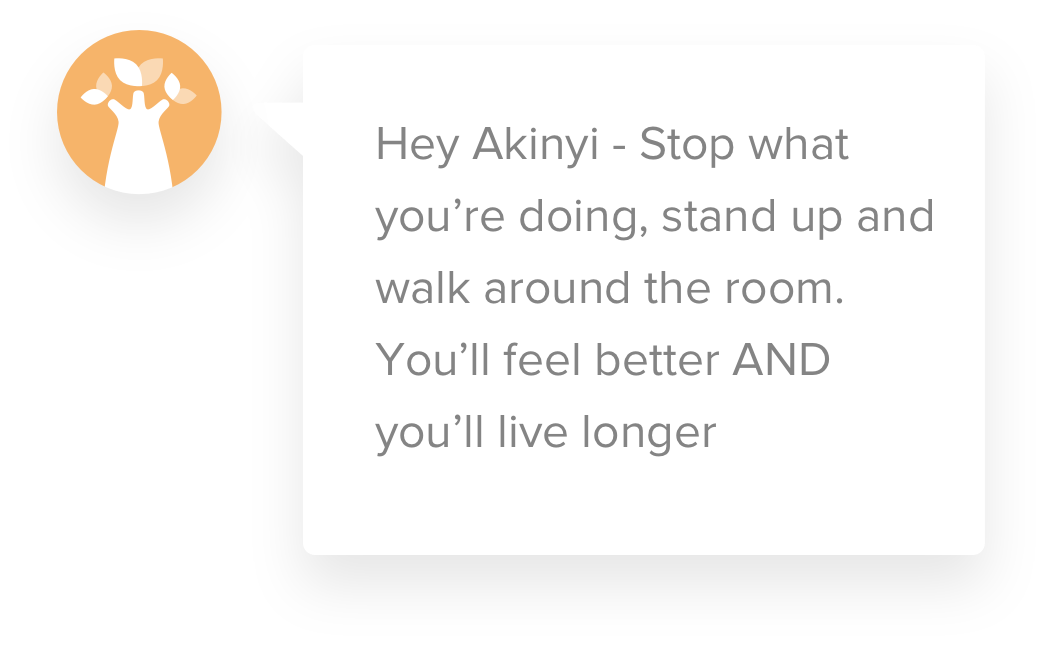 Hey Akinyi - Stop what
you’re doing, stand up and
walk around the room.
You’ll feel better AND
you’ll live longer